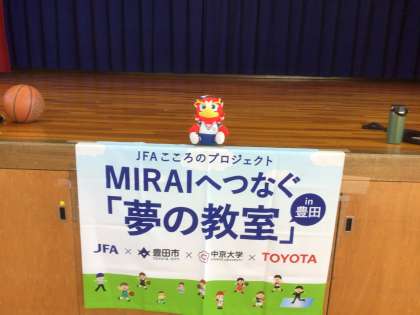 JFAこころのプロジェクト
MIRAIへつなぐ
「夢の教室」
in
豊田
JFA × 豊田市 × 中京大学 × TOYOTA